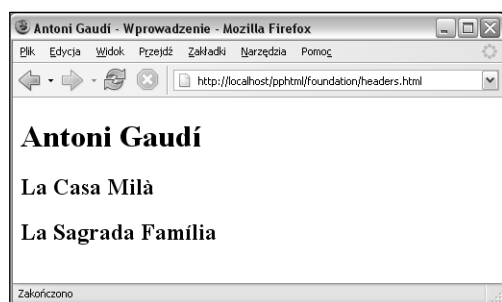 Antoni Gaudí - Wprowadzenie - Mozilla Firefox
Plik Edycja Widok Przejdź Zakładki Narzędzia Pomoc
http://localhost/pphtml/foundation/headers.html
Antoni Gaudí
La Casa Milà
La Sagrada Família
Zakończono